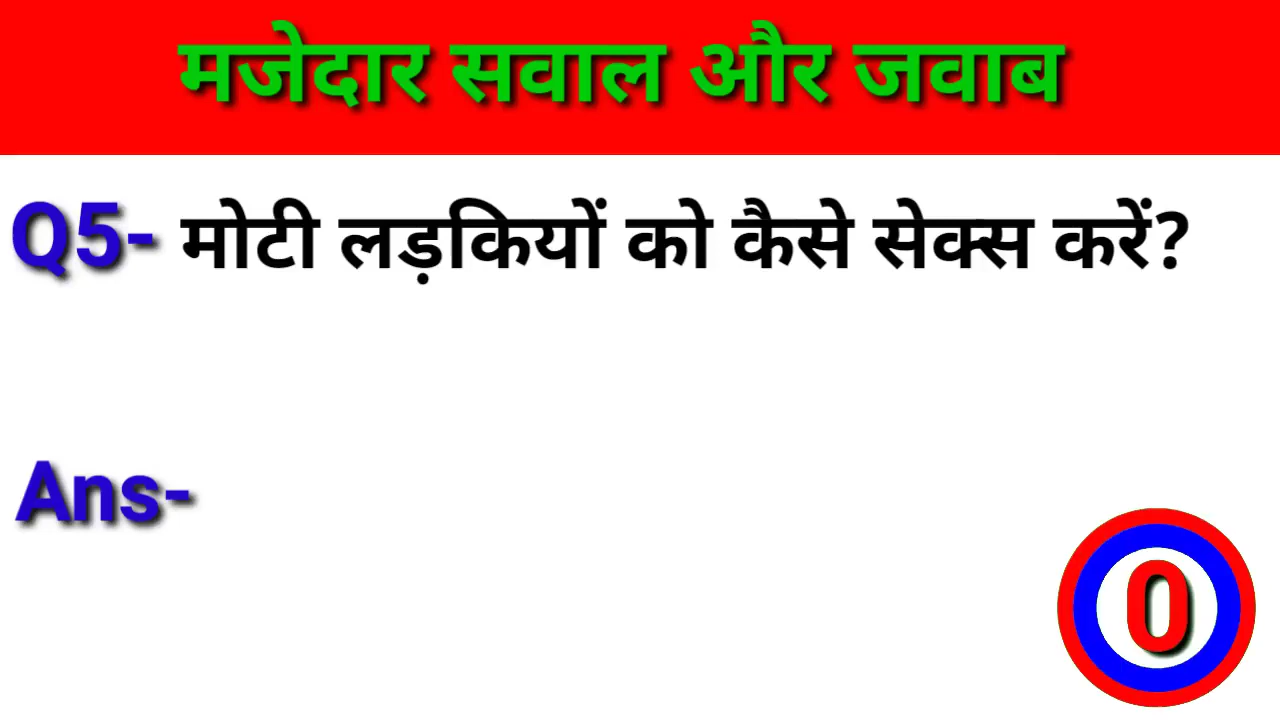 मजेदार सवाल और जवाब
Q5- मोटी लड़कियों को कैसे सेक्स करें?
Ans-
0